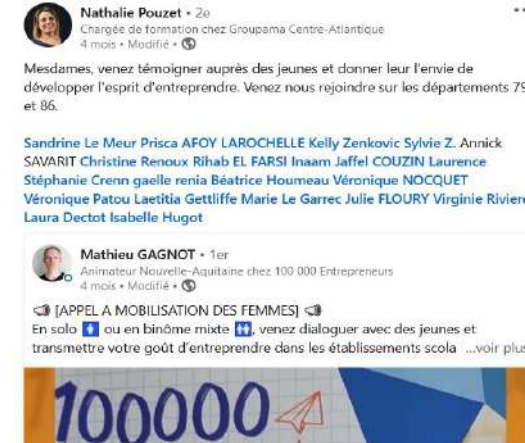 Nathalie Pouzet • 2e
Chargée de formation chez Groupama Centre-Atlantique
4 mois • Modifié •
Mesdames, venez témoigner auprès des jeunes et donner leur l'envie de
développer l'esprit d'entreprendre. Venez nous rejoindre sur les départements 79
et 86.
Sandrine Le Meur Prisca AFOY LAROCHELLE Kelly Zenkovic Sylvie Z. Annick
SAVARIT Christine Renoux Rihab EL FARSI Inaam Jaffel COUZIN Laurence
Stéphanie Crenn gaelle renia Béatrice Houmeau Véronique NOCQUET
Véronique Patou Laetitia Gettliffe Marie Le Garrec Julie FLOURY Virginie Riviere
Laura Dectot Isabelle Hugot
Mathieu GAGNOT • 1er
Animateur Nouvelle-Aquitaine chez 100 000 Entrepreneurs
4 mois • Modifié •
[APPEL A MOBILISATION DES FEMMES]
En solo ou en binôme mixte, venez dialoguer avec des jeunes et
transmettre votre goût d'entreprendre dans les établissements scola ...voir plus
100000